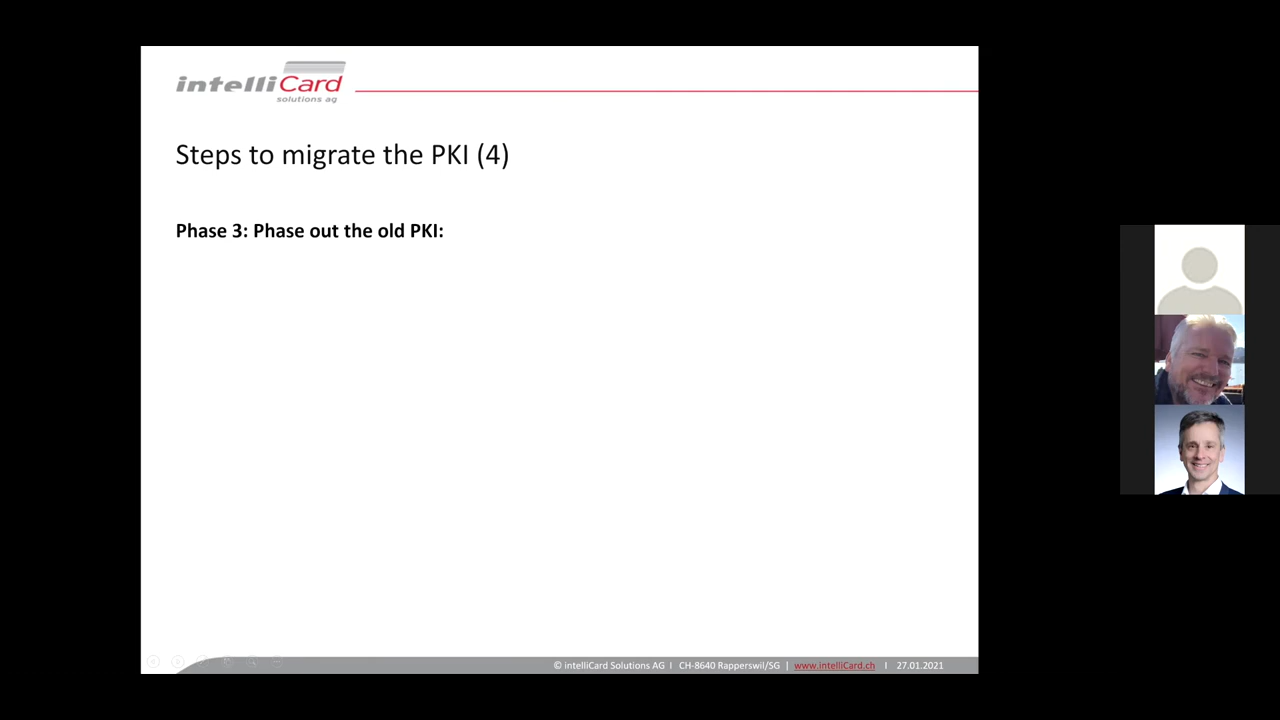 intelliCard
solutions ag
Steps to migrate the PKI (4)
Phase 3: Phase out the old PKI:
© intelliCard Solutions AG I CH-8640 Rapperswil/SG | www.intelliCard.ch I 27.01.2021